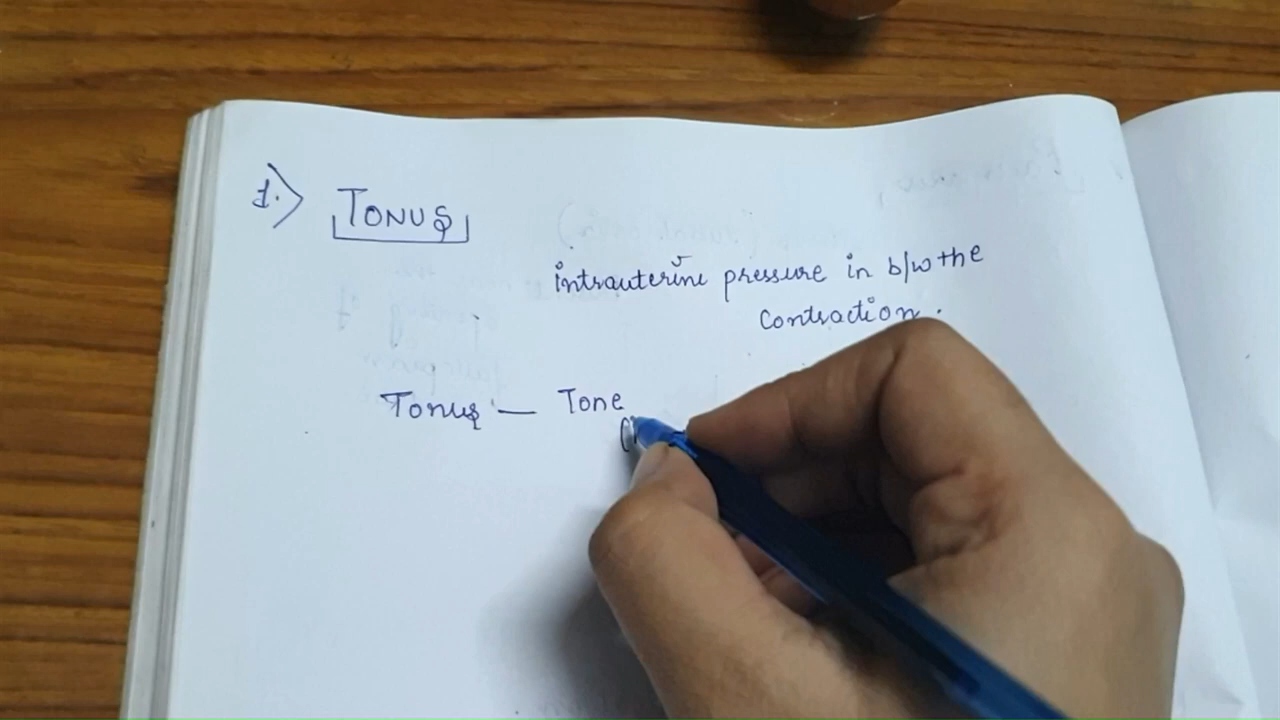 1.) TONUS
intrauterine pressure in b/w the
contraction.
Tonus — Tone